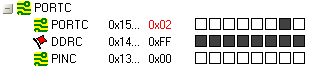 PORTC
PORTC 0x15... 0x02
DDRC 0x14... 0xFF
PINC 0x13... 0x00